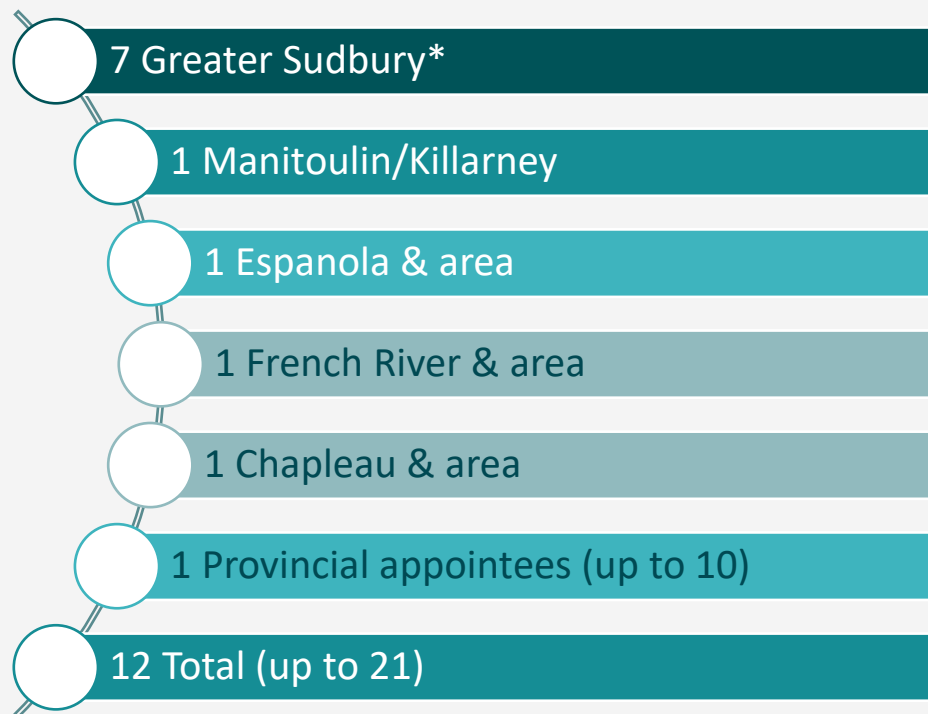 7 Greater Sudbury*
1 Manitoulin/Killarney
1 Espanola & area
1 French River & area
1 Chapleau & area
1 Provincial appointees (up to 10)
12 Total (up to 21)